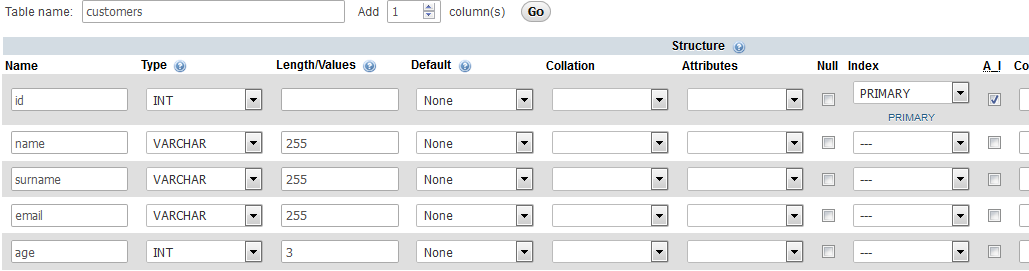 Table name: customers Add 1 column(s) Go
Structure
Name Type Length/Values Default Collation Attributes Null Index A_I Co
id INT None PRIMARY
PRIMARY
name VARCHAR 255 None ---
surname VARCHAR 255 None ---
email VARCHAR 255 None ---
age INT 3 None ---